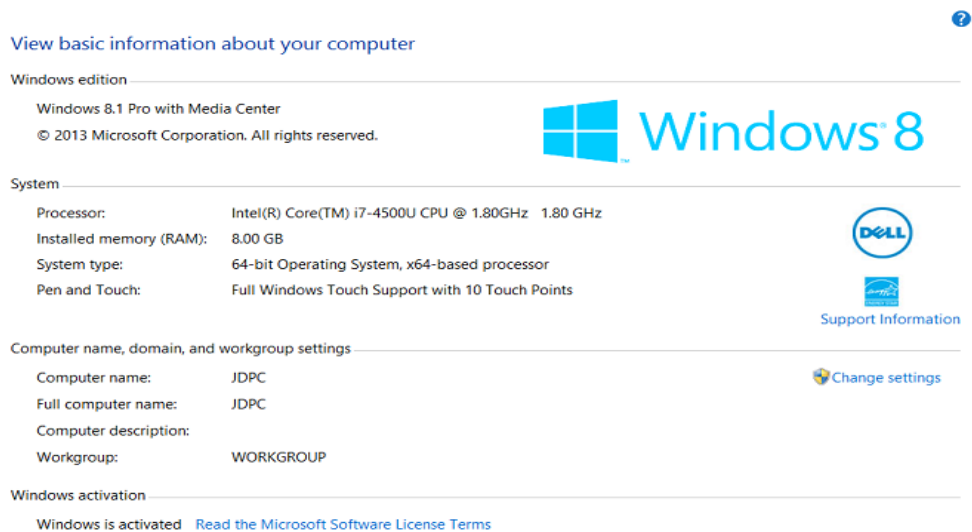 View basic information about your computer
Windows edition
Windows 8.1 Pro with Media Center
© 2013 Microsoft Corporation. All rights reserved.
Windows® 8
System
Processor: Intel(R) Core(TM) i7-4500U CPU @ 1.80GHz 1.80 GHz
Installed memory (RAM): 8.00 GB
System type: 64-bit Operating System, x64-based processor
Pen and Touch: Full Windows Touch Support with 10 Touch Points
DELL
Support Information
Computer name, domain, and workgroup settings
Computer name: JDPC
Change settings
Full computer name: JDPC
Computer description:
Workgroup: WORKGROUP
Windows activation
Windows is activated Read the Microsoft Software License Terms